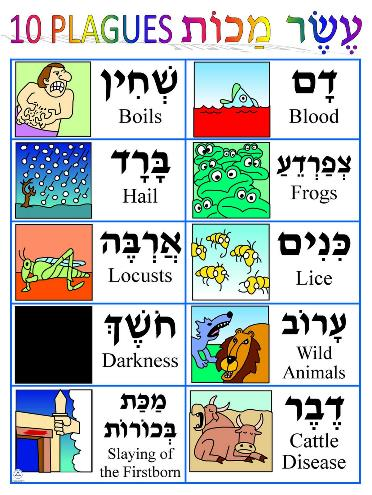 10 PLAGUES עֶשֶׂר מַכּוֹת
דָם
Blood
צְפַרְדֵעַ
Frogs
כִּנִים
Lice
עָרוֹב
Wild
Animals
דֶבֶר
Cattle
Disease
שְׁחִין
Boils
בָּרָד
Hail
אַרְבֶּה
Locusts
חֹשֶׁךְ
Darkness
מַכַּת
בְּכוֹרוֹת
Slaying of
the Firstborn